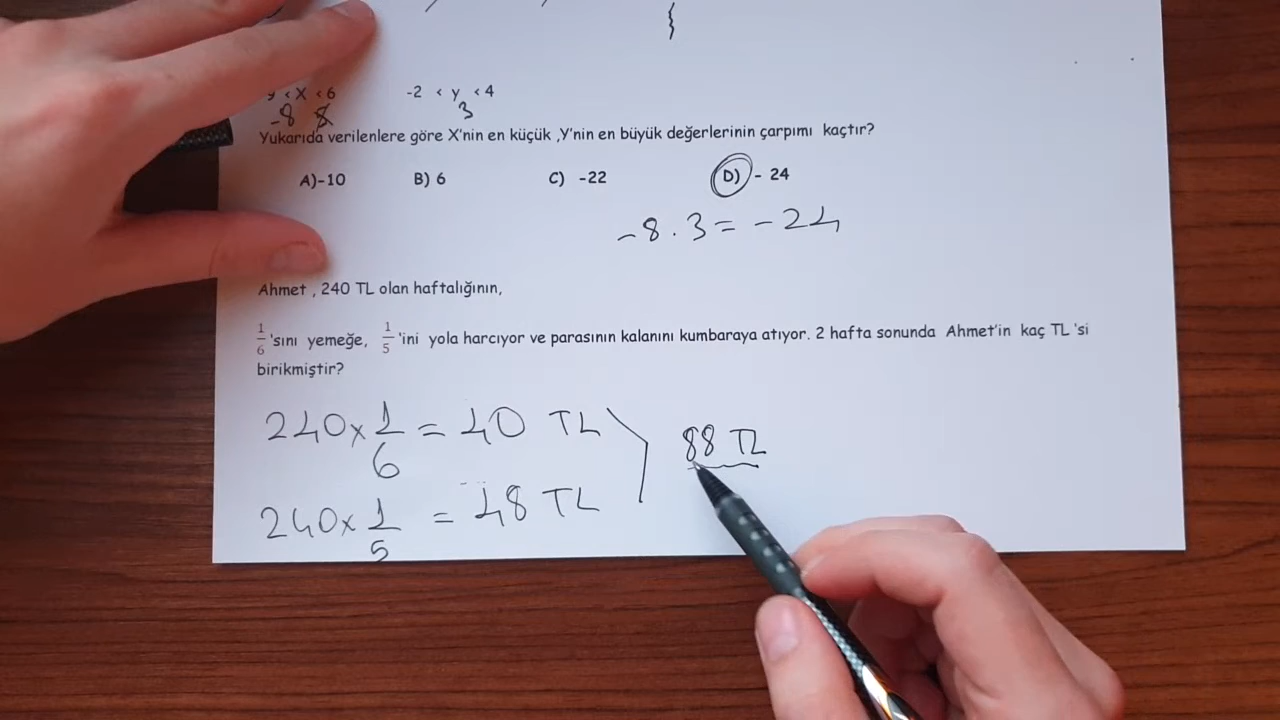 < X < 6 -2 < y < 4
-8 8 3
Yukarıda verilenlere göre X'nin en küçük ,Y'nin en büyük değerlerinin çarpımı kaçtır?
A)-10 B) 6 C) -22 D) - 24
-8 . 3 = -24
Ahmet , 240 TL olan haftalığının,
1/6 'sını yemeğe, 1/5 'ini yola harcıyor ve parasının kalanını kumbaraya atıyor. 2 hafta sonunda Ahmet'in kaç TL 'si
birikmiştir?
240 x 1/6 = 40 TL
88 TL
240 x 1/5 = 48 TL